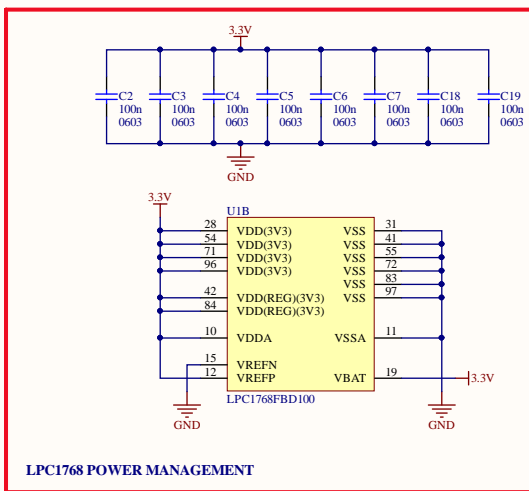 3.3V
C2 C3 C4 C5 C6 C7 C18 C19
100n 100n 100n 100n 100n 100n 100n 100n
0603 0603 0603 0603 0603 0603 0603 0603
GND
3.3V
U1B
28 VDD(3V3) VSS 31
54 VDD(3V3) VSS 41
71 VDD(3V3) VSS 55
96 VDD(3V3) VSS 72
VSS 83
42 VDD(REG)(3V3) VSS 97
84 VDD(REG)(3V3)
10 VDDA VSSA 11
15 VREFN
12 VREFP VBAT 19 3.3V
LPC1768FBD100
GND GND
LPC1768 POWER MANAGEMENT